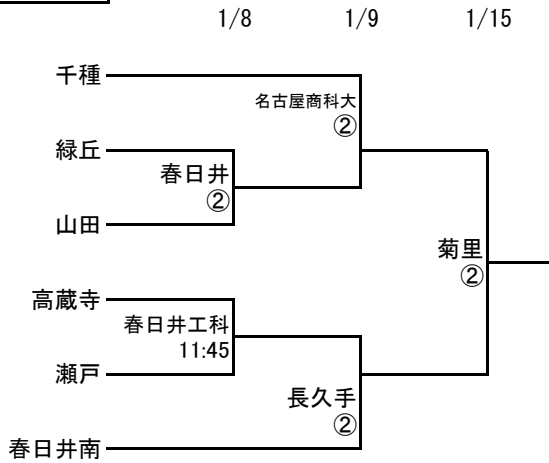 1/8 1/9 1/15
千種
名古屋商科大
②
緑丘
春日井
②
山田
菊里
②
高蔵寺
春日井工科
11:45
瀬戸
長久手
②
春日井南